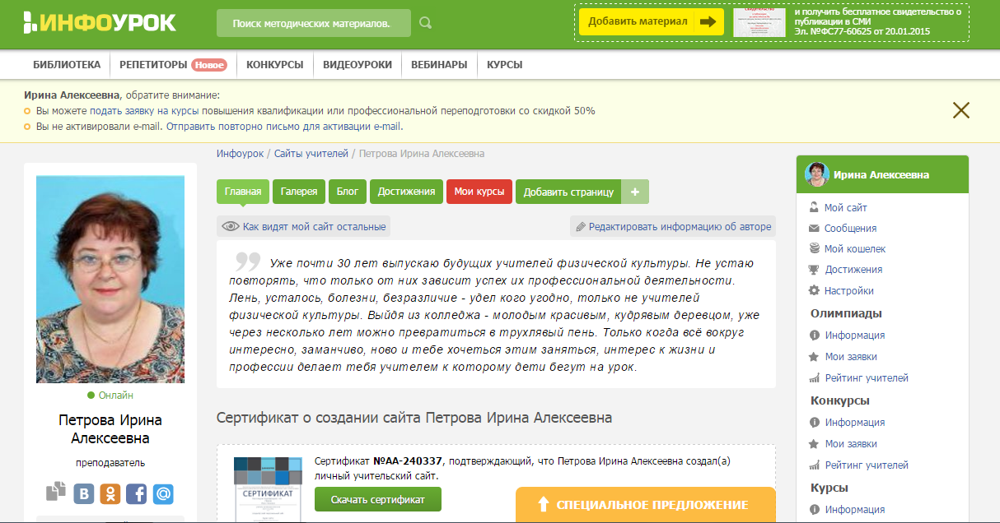 ИНФОУРОК
Поиск методических материалов.
Добавить материал
и получить бесплатное свидетельство о
публикации в СМИ
Эл. №ФС77-60625 от 20.01.2015
БИБЛИОТЕКА РЕПЕТИТОРЫ Новое КОНКУРСЫ ВИДЕОУРОКИ ВЕБИНАРЫ КУРСЫ
Ирина Алексеевна, обратите внимание:
Вы можете подать заявку на курсы повышения квалификации или профессиональной переподготовки со скидкой 50%
Вы не активировали e-mail. Отправить повторно письмо для активации e-mail.
Инфоурок / Сайты учителей / Петрова Ирина Алексеевна
Главная Галерея Блог Достижения Мои курсы Добавить страницу +
Как видят мой сайт остальные
Редактировать информацию об авторе
Уже почти 30 лет выпускаю будущих учителей физической культуры. Не устаю
повторять, что только от них зависит успех их профессиональной деятельности.
Лень, усталось, болезни, безразличие - удел кого угодно, только не учителей
физической культуры. Выйдя из колледжа - молодым красивым, кудрявым деревцом, уже
через несколько лет можно превратиться в трухлявый пень. Только когда всё вокруг
интересно, заманчиво, ново и тебе хочеться этим заняться, интерес к жизни и
профессии делает тебя учителем к которому дети бегут на урок.
Онлайн
Петрова Ирина
Алексеевна
преподаватель
Сертификат о создании сайта Петрова Ирина Алексеевна
СЕРТИФИКАТ
Сертификат №АА-240337, подтверждающий, что Петрова Ирина Алексеевна создал(а)
личный учительский сайт.
Скачать сертификат
СПЕЦИАЛЬНОЕ ПРЕДЛОЖЕНИЕ
Ирина Алексеевна
Мой сайт
Сообщения
Мой кошелек
Достижения
Настройки
Олимпиады
Информация
Мои заявки
Рейтинг учителей
Конкурсы
Информация
Мои заявки
Рейтинг учителей
Курсы
Информация